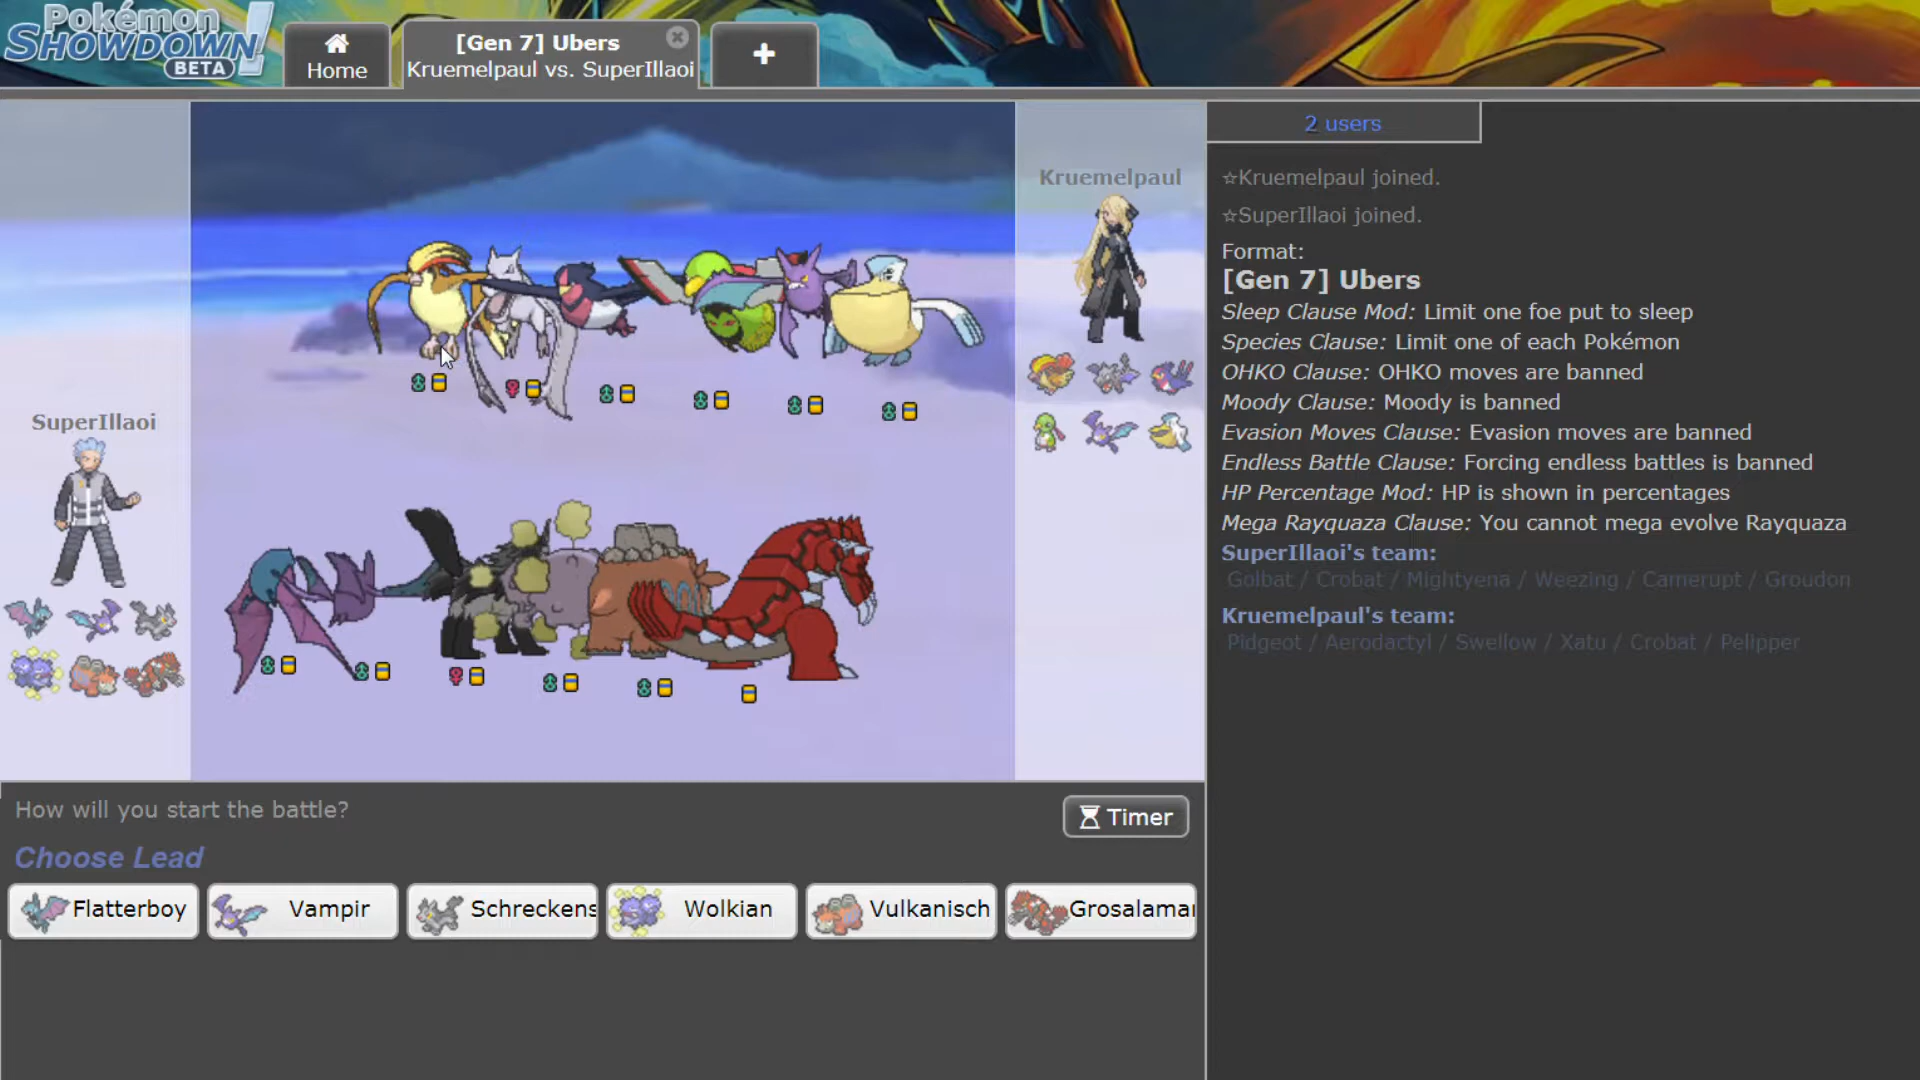 Pokémon
SHOWDOWN!
BETA
Home
[Gen 7] Ubers
Kruemelpaul vs. SuperIllaoi
SuperIllaoi
Kruemelpaul
2 users
☆Kruemelpaul joined.
☆SuperIllaoi joined.
Format:
[Gen 7] Ubers
Sleep Clause Mod: Limit one foe put to sleep
Species Clause: Limit one of each Pokémon
OHKO Clause: OHKO moves are banned
Moody Clause: Moody is banned
Evasion Moves Clause: Evasion moves are banned
Endless Battle Clause: Forcing endless battles is banned
HP Percentage Mod: HP is shown in percentages
Mega Rayquaza Clause: You cannot mega evolve Rayquaza
SuperIllaoi's team:
Golbat / Crobat / Mightyena / Weezing / Camerupt / Groudon
Kruemelpaul's team:
Pidgeot / Aerodactyl / Swellow / Xatu / Crobat / Pelipper
How will you start the battle?
Timer
Choose Lead
Flatterboy
Vampir
Schreckens
Wolkian
Vulkanisch
Grosalamar